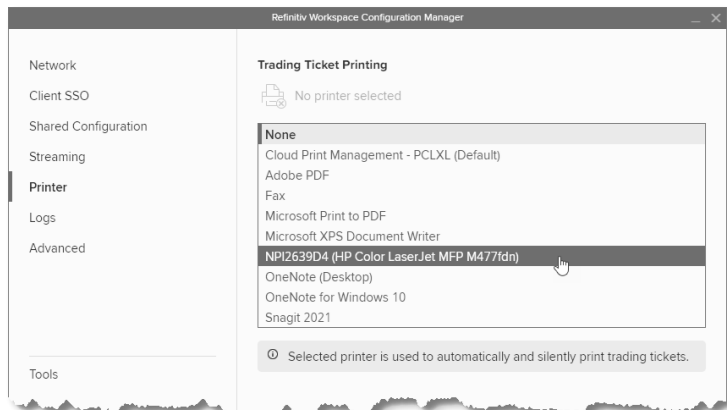 Refinitiv Workspace Configuration Manager
Network
Client SSO
Shared Configuration
Streaming
Printer
Logs
Advanced
Tools
Trading Ticket Printing
No printer selected
None
Cloud Print Management - PCLXL (Default)
Adobe PDF
Fax
Microsoft Print to PDF
Microsoft XPS Document Writer
NPI2639D4 (HP Color LaserJet MFP M477fdn)
OneNote (Desktop)
OneNote for Windows 10
Snagit 2021
Selected printer is used to automatically and silently print trading tickets.